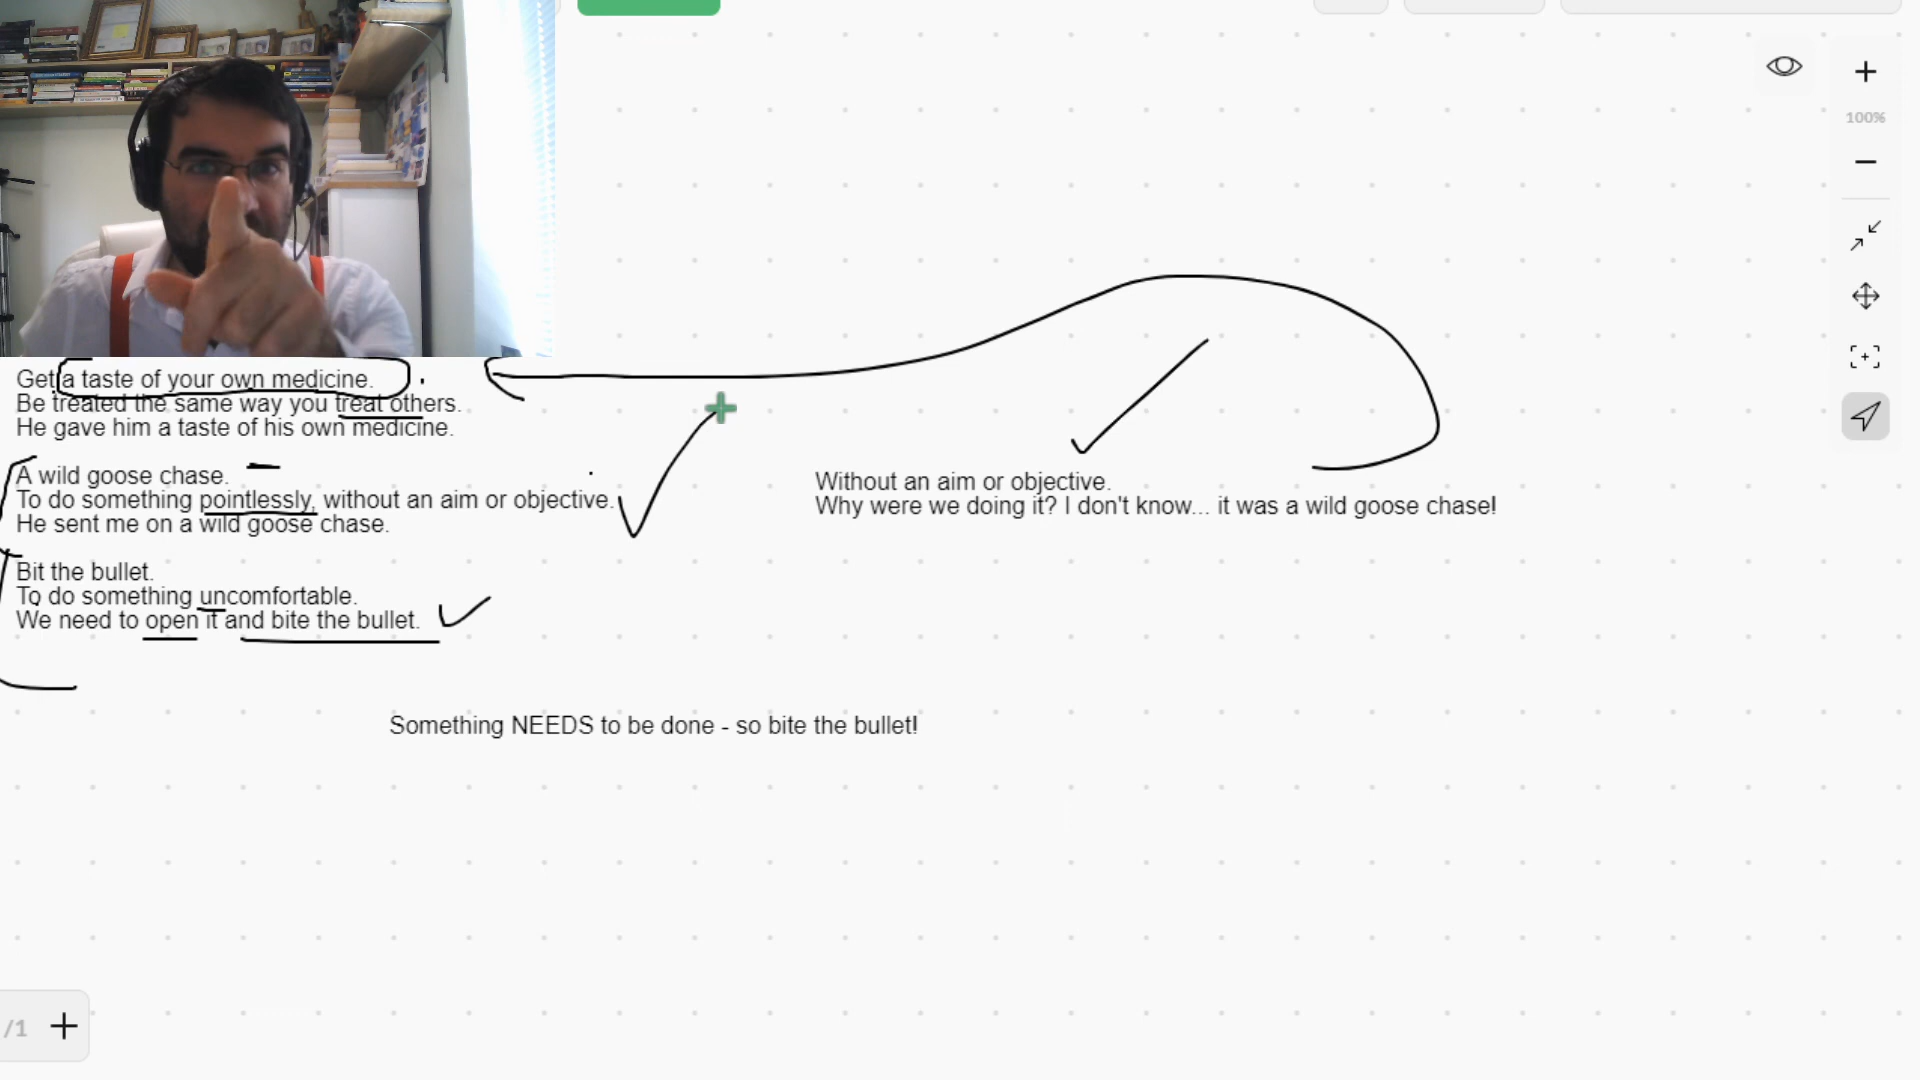 Get a taste of your own medicine.
Be treated the same way you treat others.
He gave him a taste of his own medicine.
A wild goose chase.
To do something pointlessly, without an aim or objective.
He sent me on a wild goose chase.
Bit the bullet.
To do something uncomfortable.
We need to open it and bite the bullet.
Without an aim or objective.
Why were we doing it? I don't know... it was a wild goose chase!
Something NEEDS to be done - so bite the bullet!
100%
/1